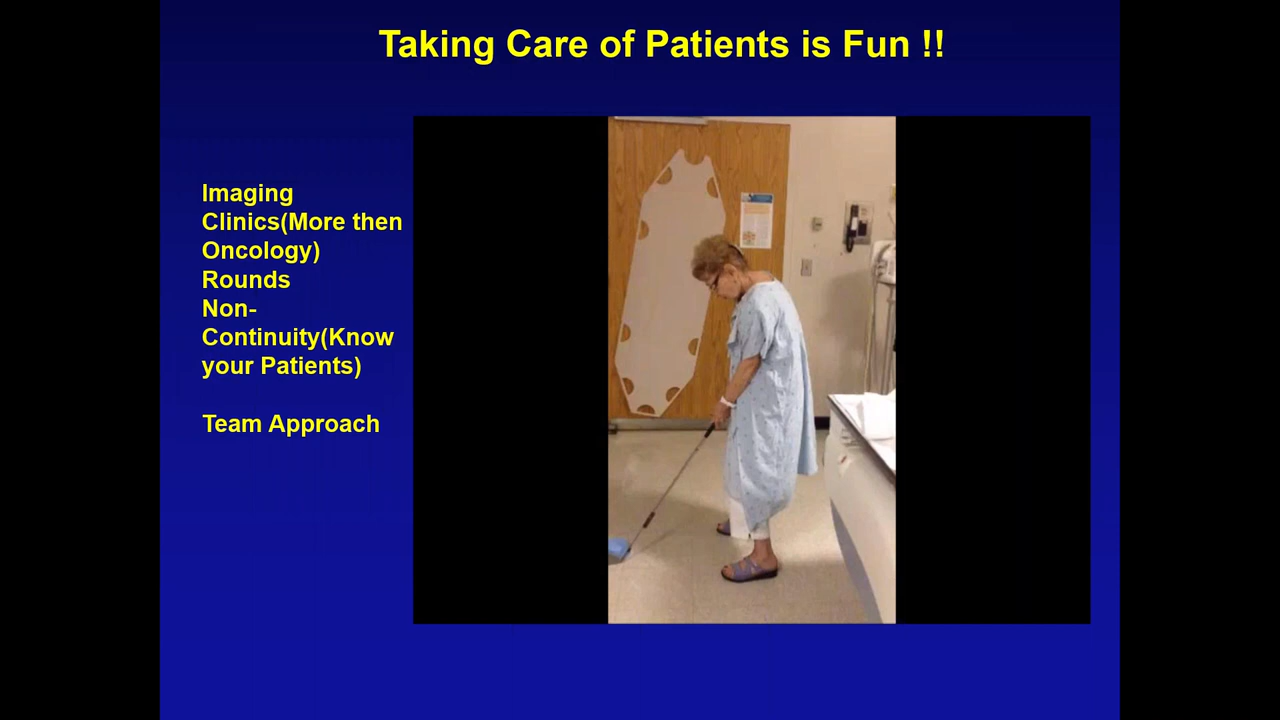 Taking Care of Patients is Fun !!
Imaging
Clinics(More then
Oncology)
Rounds
Non-
Continuity(Know
your Patients)
Team Approach